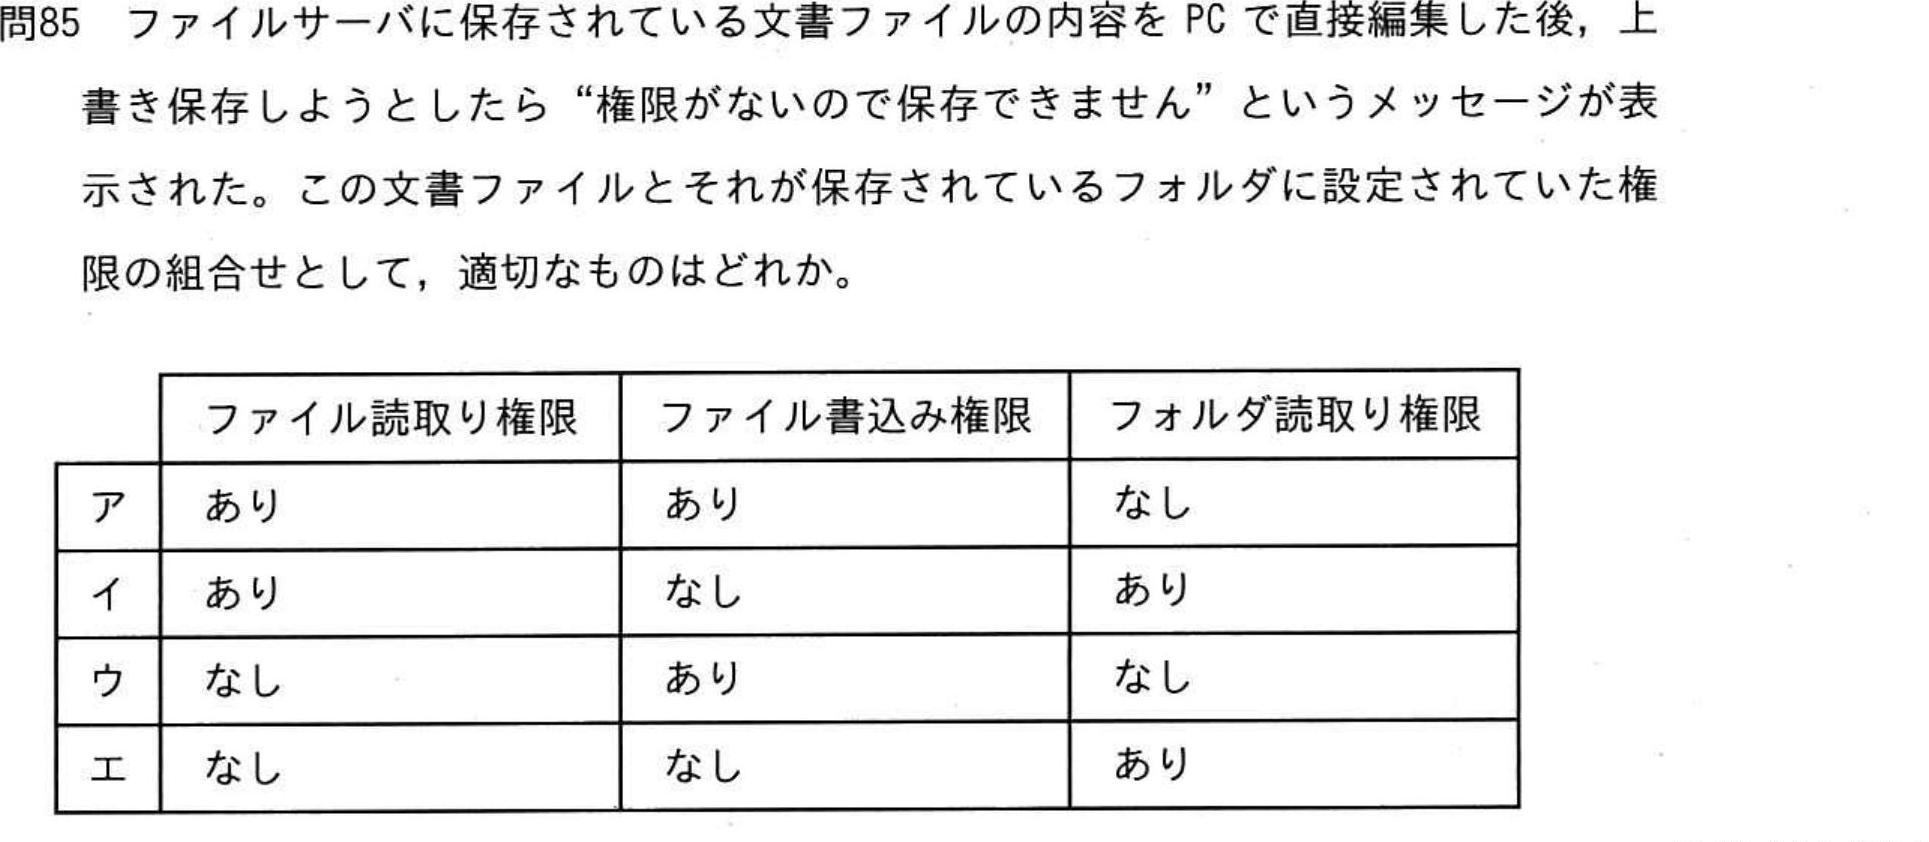 問85 ファイルサーバに保存されている文書ファイルの内容を PC で直接編集した後，上
書き保存しようとしたら“権限がないので保存できません”というメッセージが表
示された。この文書ファイルとそれが保存されているフォルダに設定されていた権
限の組合せとして，適切なものはどれか。
ファイル読取り権限 ファイル書込み権限 フォルダ読取り権限
ア あり あり なし
イ あり なし あり
ウ なし あり なし
エ なし なし あり